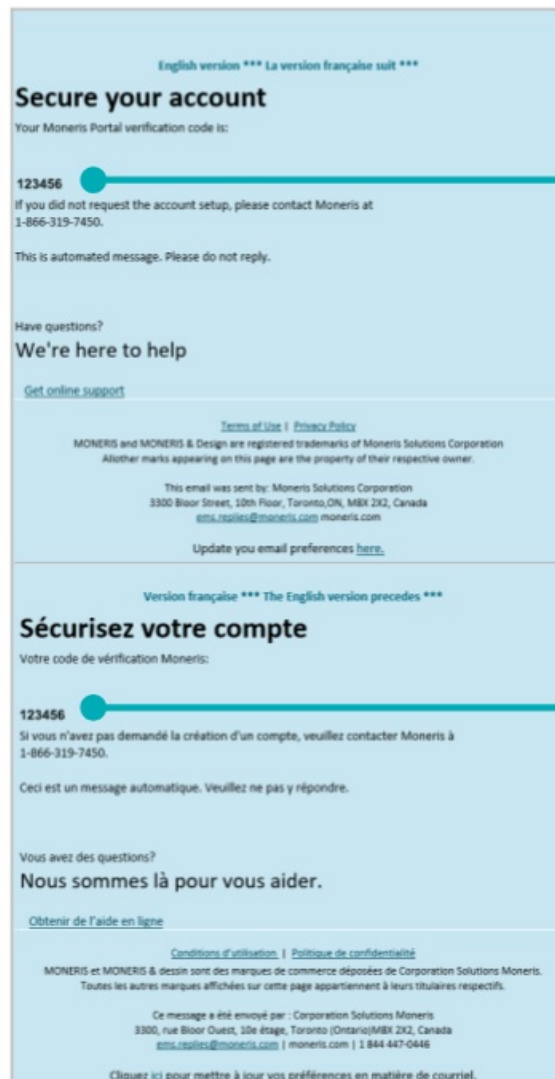 English version *** La version française suit ***
Secure your account
Your Moneris Portal verification code is:
123456
If you did not request the account setup, please contact Moneris at
1-866-319-7450.
This is automated message. Please do not reply.
Have questions?
We're here to help
Get online support
Terms of Use | Privacy Policy
MONERIS and MONERIS & Design are registered trademarks of Moneris Solutions Corporation
Allother marks appearing on this page are the property of their respective owner.
This email was sent by: Moneris Solutions Corporation
3300 Bloor Street, 10th Floor, Toronto,ON, M8X 2X2, Canada
ems.replies@moneris.com moneris.com
Update you email preferences here.
Version française *** The English version precedes ***
Sécurisez votre compte
Votre code de vérification Moneris:
123456
Si vous n'avez pas demandé la création d'un compte, veuillez contacter Moneris à
1-866-319-7450.
Ceci est un message automatique. Veuillez ne pas y répondre.
Vous avez des questions?
Nous sommes là pour vous aider.
Obtenir de l'aide en ligne
Conditions d'utilisation | Politique de confidentialité
MONERIS et MONERIS & dessin sont des marques de commerce déposées de Corporation Solutions Moneris.
Toutes les autres marques affichées sur cette page appartiennent à leurs titulaires respectifs.
Ce message a été envoyé par : Corporation Solutions Moneris
3300, rue Bloor Ouest, 10e étage, Toronto (Ontario)M8X 2X2, Canada
ems.replies@moneris.com | moneris.com | 1 844 447-0446
Cliquez ici pour mettre à jour vos préférences en matière de courriel.